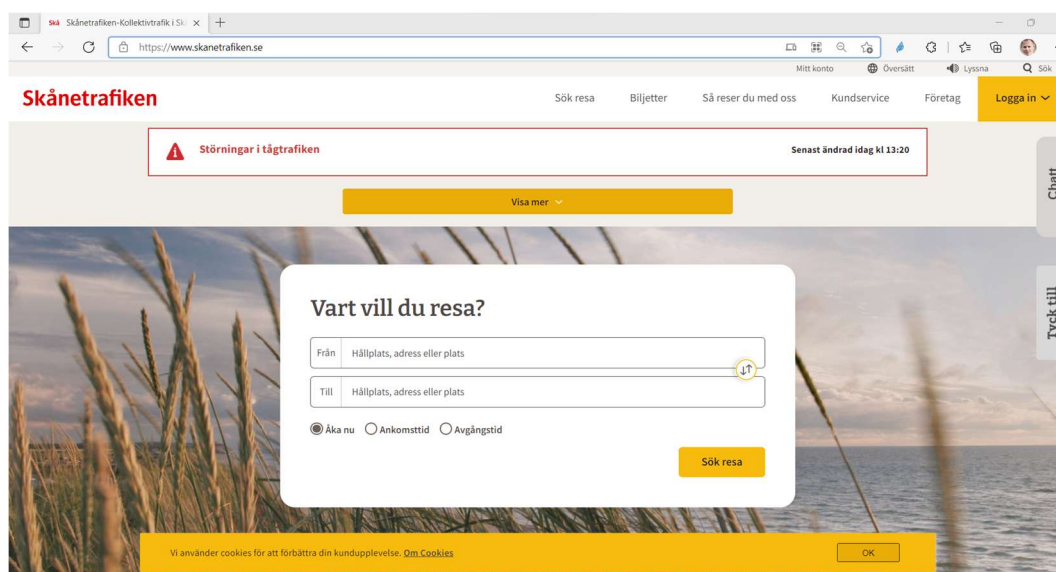 Skå Skånetrafiken-Kollektivtrafik i Sk
https://www.skanetrafiken.se
Mitt konto Översätt Lyssna Sök
Skånetrafiken Sök resa Biljetter Så reser du med oss Kundservice Företag Logga in
Störningar i tågtrafiken Senast ändrad idag kl 13:20
Chatt
Visa mer
Vart vill du resa?
Tyck till
Från Hållplats, adress eller plats
Till Hållplats, adress eller plats
Åka nu Ankomsttid Avgångstid
Sök resa
Vi använder cookies för att förbättra din kundupplevelse. Om Cookies OK